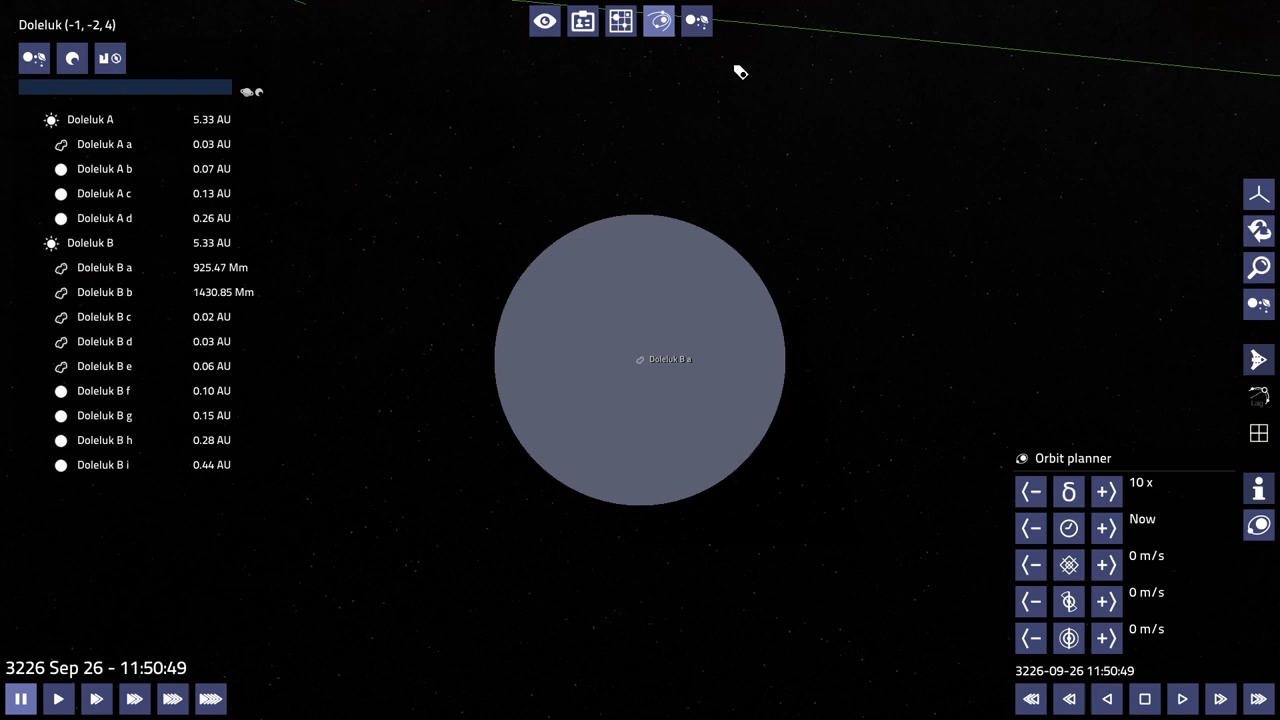 Doleluk (-1, -2, 4)
Doleluk A 5.33 AU
Doleluk A a 0.03 AU
Doleluk A b 0.07 AU
Doleluk A c 0.13 AU
Doleluk A d 0.26 AU
Doleluk B 5.33 AU
Doleluk B a 925.47 Mm
Doleluk B b 1430.85 Mm
Doleluk B c 0.02 AU
Doleluk B d 0.03 AU
Doleluk B e 0.06 AU
Doleluk B f 0.10 AU
Doleluk B g 0.15 AU
Doleluk B h 0.28 AU
Doleluk B i 0.44 AU
Doleluk B a
Orbit planner
10 x
Now
0 m/s
0 m/s
0 m/s
3226-09-26 11:50:49
3226 Sep 26 - 11:50:49